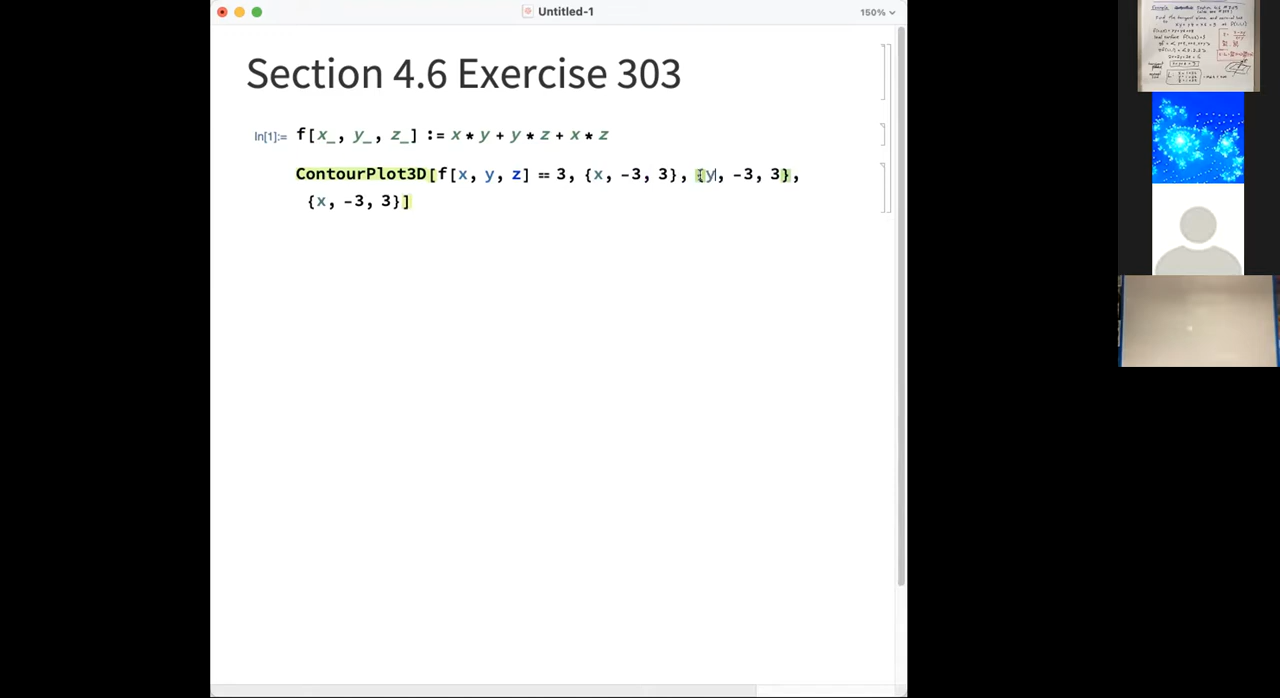 Untitled-1
150%
Section 4.6 Exercise 303
In[1]:= f[x_, y_, z_] := x * y + y * z + x * z
ContourPlot3D[f[x, y, z] == 3, {x, -3, 3}, {y, -3, 3},
{x, -3, 3}]